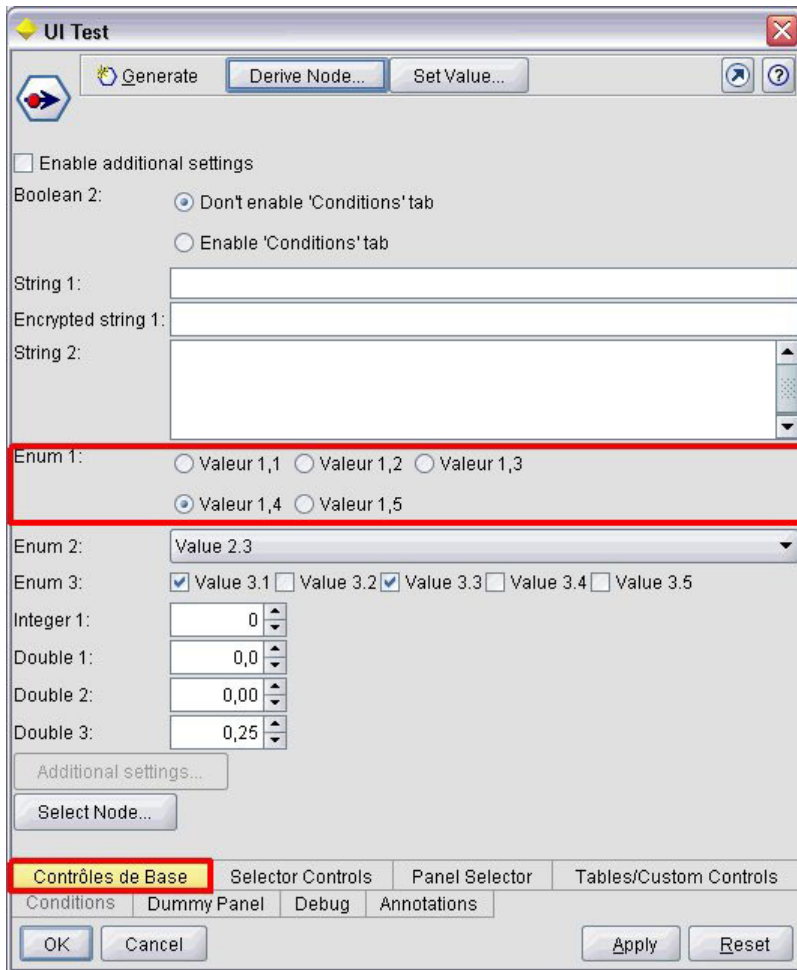 UI Test
Generate Derive Node... Set Value... ?
Enable additional settings
Boolean 2: Don't enable 'Conditions' tab
Enable 'Conditions' tab
String 1:
Encrypted string 1:
String 2:
Enum 1: Valeur 1,1 Valeur 1,2 Valeur 1,3
Valeur 1,4 Valeur 1,5
Enum 2: Value 2.3
Enum 3: Value 3.1 Value 3.2 Value 3.3 Value 3.4 Value 3.5
Integer 1: 0
Double 1: 0,0
Double 2: 0,00
Double 3: 0,25
Additional settings...
Select Node...
Contrôles de Base Selector Controls Panel Selector Tables/Custom Controls
Conditions Dummy Panel Debug Annotations
OK Cancel Apply Reset